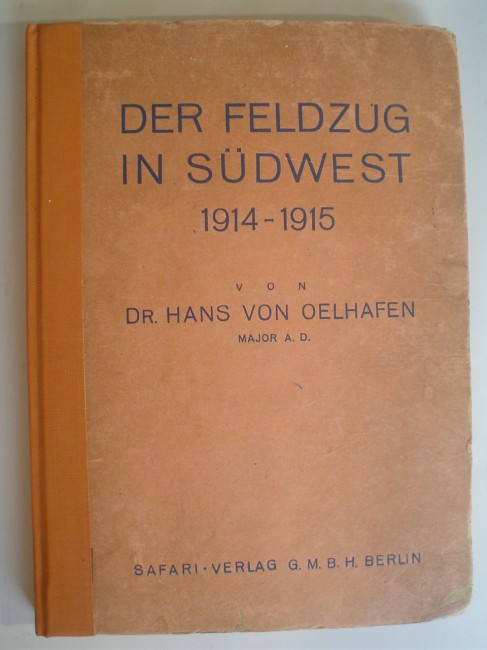 DER FELDZUG
IN SÜDWEST
1914-1915
VON
DR. HANS VON OELHAFEN
MAJOR A. D.
SAFARI·VERLAG G. M. B. H. BERLIN